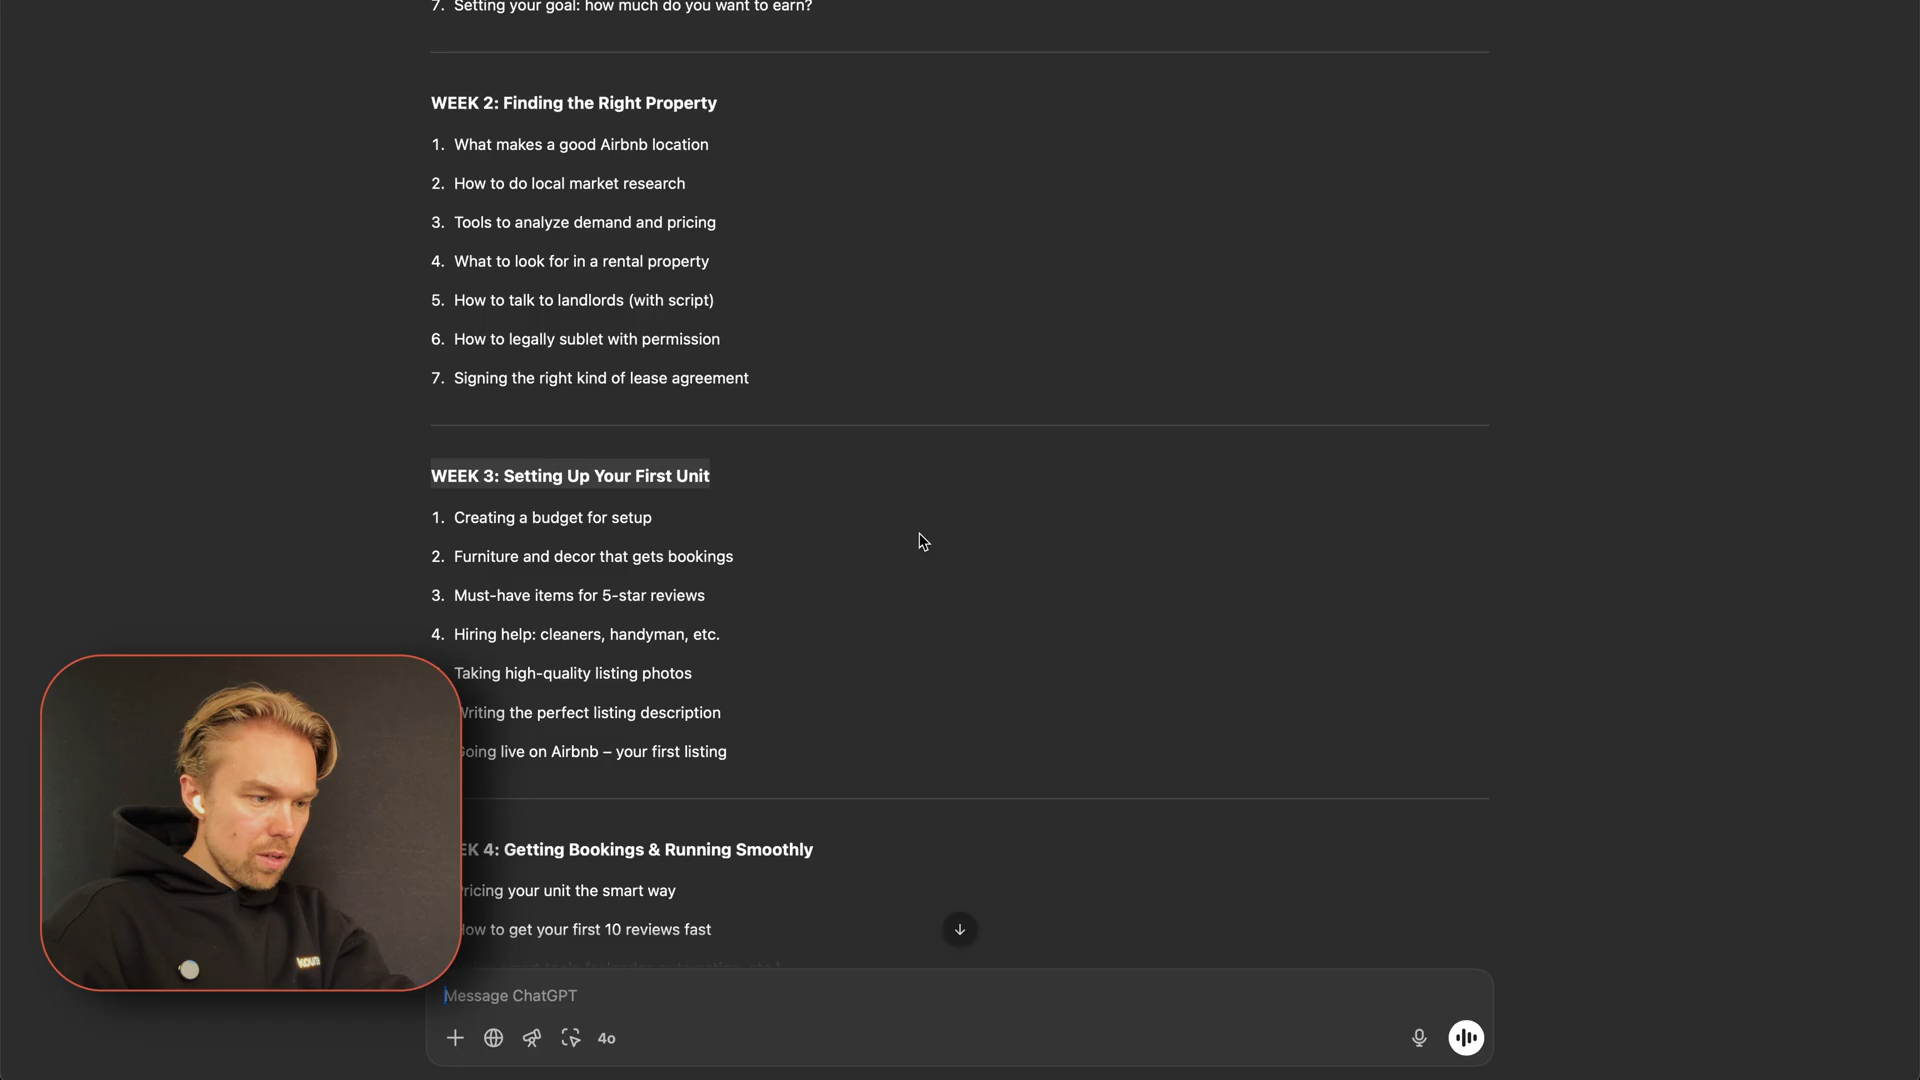 7. Setting your goal: how much do you want to earn?
WEEK 2: Finding the Right Property
1. What makes a good Airbnb location
2. How to do local market research
3. Tools to analyze demand and pricing
4. What to look for in a rental property
5. How to talk to landlords (with script)
6. How to legally sublet with permission
7. Signing the right kind of lease agreement
WEEK 3: Setting Up Your First Unit
1. Creating a budget for setup
2. Furniture and decor that gets bookings
3. Must-have items for 5-star reviews
4. Hiring help: cleaners, handyman, etc.
Taking high-quality listing photos
Writing the perfect listing description
Going live on Airbnb – your first listing
EK 4: Getting Bookings & Running Smoothly
Pricing your unit the smart way
How to get your first 10 reviews fast
Message ChatGPT
4o